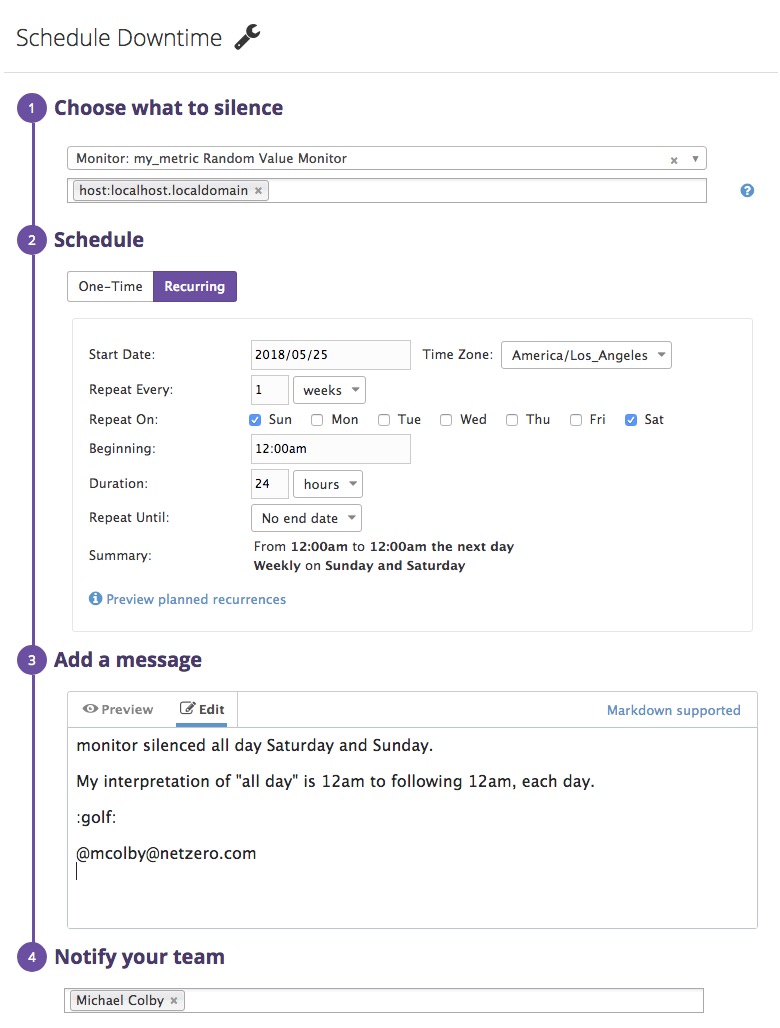 Schedule Downtime
1 Choose what to silence
Monitor: my_metric Random Value Monitor × ▼
host:localhost.localdomain ×
?
2 Schedule
One-Time Recurring
Start Date: 2018/05/25 Time Zone: America/Los_Angeles
Repeat Every: 1 weeks
Repeat On: Sun Mon Tue Wed Thu Fri Sat
Beginning: 12:00am
Duration: 24 hours
Repeat Until: No end date
Summary: From 12:00am to 12:00am the next day
Weekly on Sunday and Saturday
Preview planned recurrences
3 Add a message
Preview Edit Markdown supported
monitor silenced all day Saturday and Sunday.
My interpretation of "all day" is 12am to following 12am, each day.
:golf:
@mcolby@netzero.com
4 Notify your team
Michael Colby ×